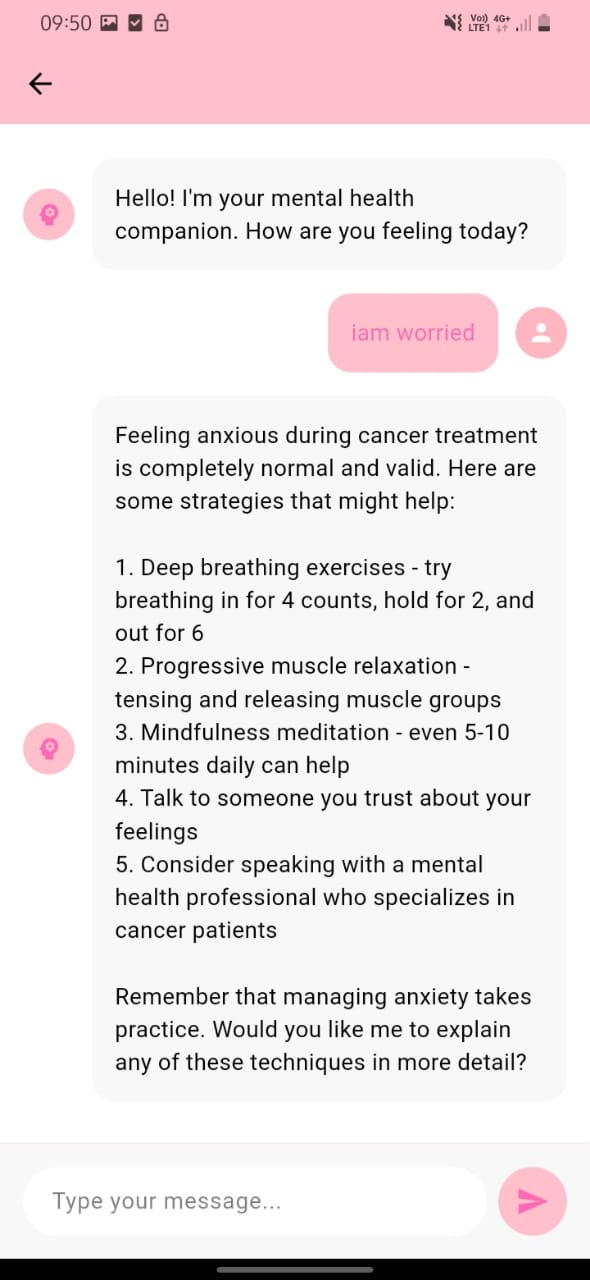 09:50
Vo)) 4G+
LTE1
Hello! I'm your mental health
companion. How are you feeling today?
iam worried
Feeling anxious during cancer treatment
is completely normal and valid. Here are
some strategies that might help:
1. Deep breathing exercises - try
breathing in for 4 counts, hold for 2, and
out for 6
2. Progressive muscle relaxation -
tensing and releasing muscle groups
3. Mindfulness meditation - even 5-10
minutes daily can help
4. Talk to someone you trust about your
feelings
5. Consider speaking with a mental
health professional who specializes in
cancer patients
Remember that managing anxiety takes
practice. Would you like me to explain
any of these techniques in more detail?
Type your message...